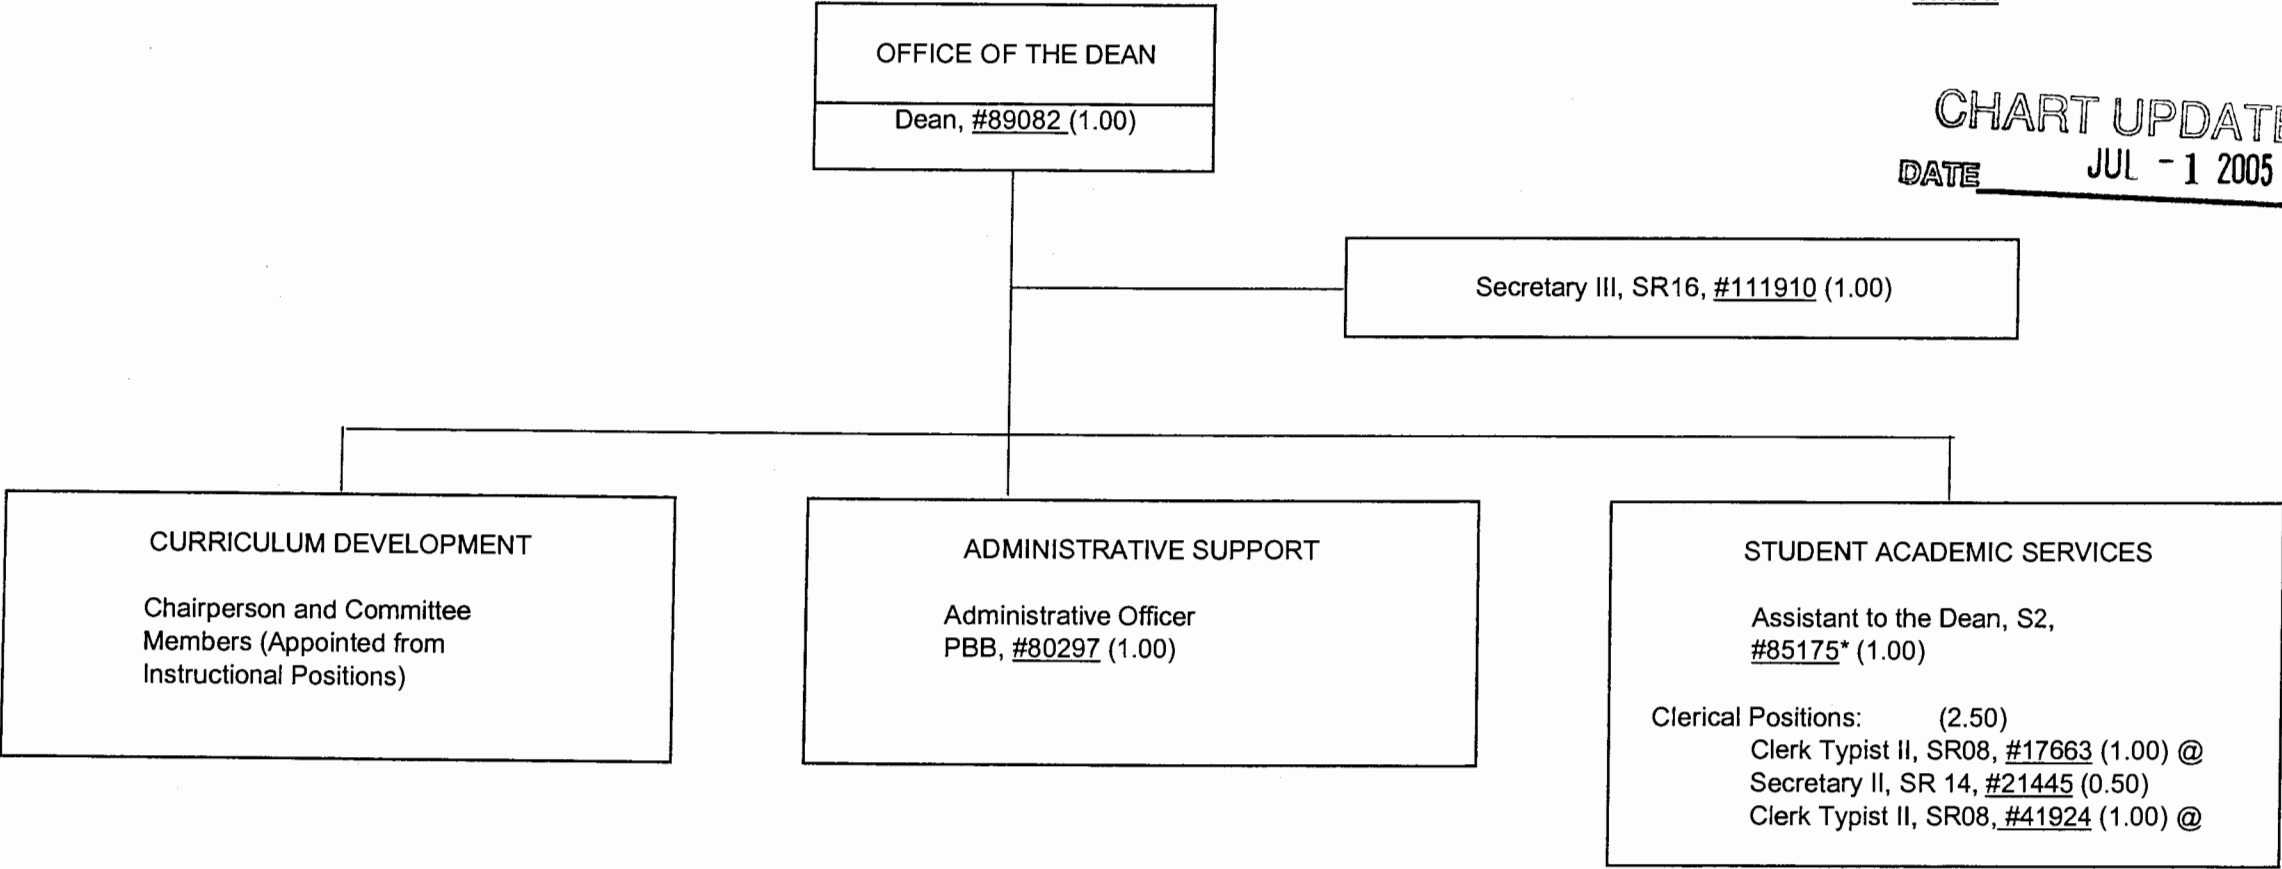 OFFICE OF THE DEAN
Dean, #89082 (1.00)
CHART UPDATE
DATE JUL - 1 2005
Secretary III, SR16, #111910 (1.00)
CURRICULUM DEVELOPMENT
Chairperson and Committee
Members (Appointed from
Instructional Positions)
ADMINISTRATIVE SUPPORT
Administrative Officer
PBB, #80297 (1.00)
STUDENT ACADEMIC SERVICES
Assistant to the Dean, S2,
#85175* (1.00)
Clerical Positions: (2.50)
Clerk Typist II, SR08, #17663 (1.00) @
Secretary II, SR 14, #21445 (0.50)
Clerk Typist II, SR08, #41924 (1.00) @